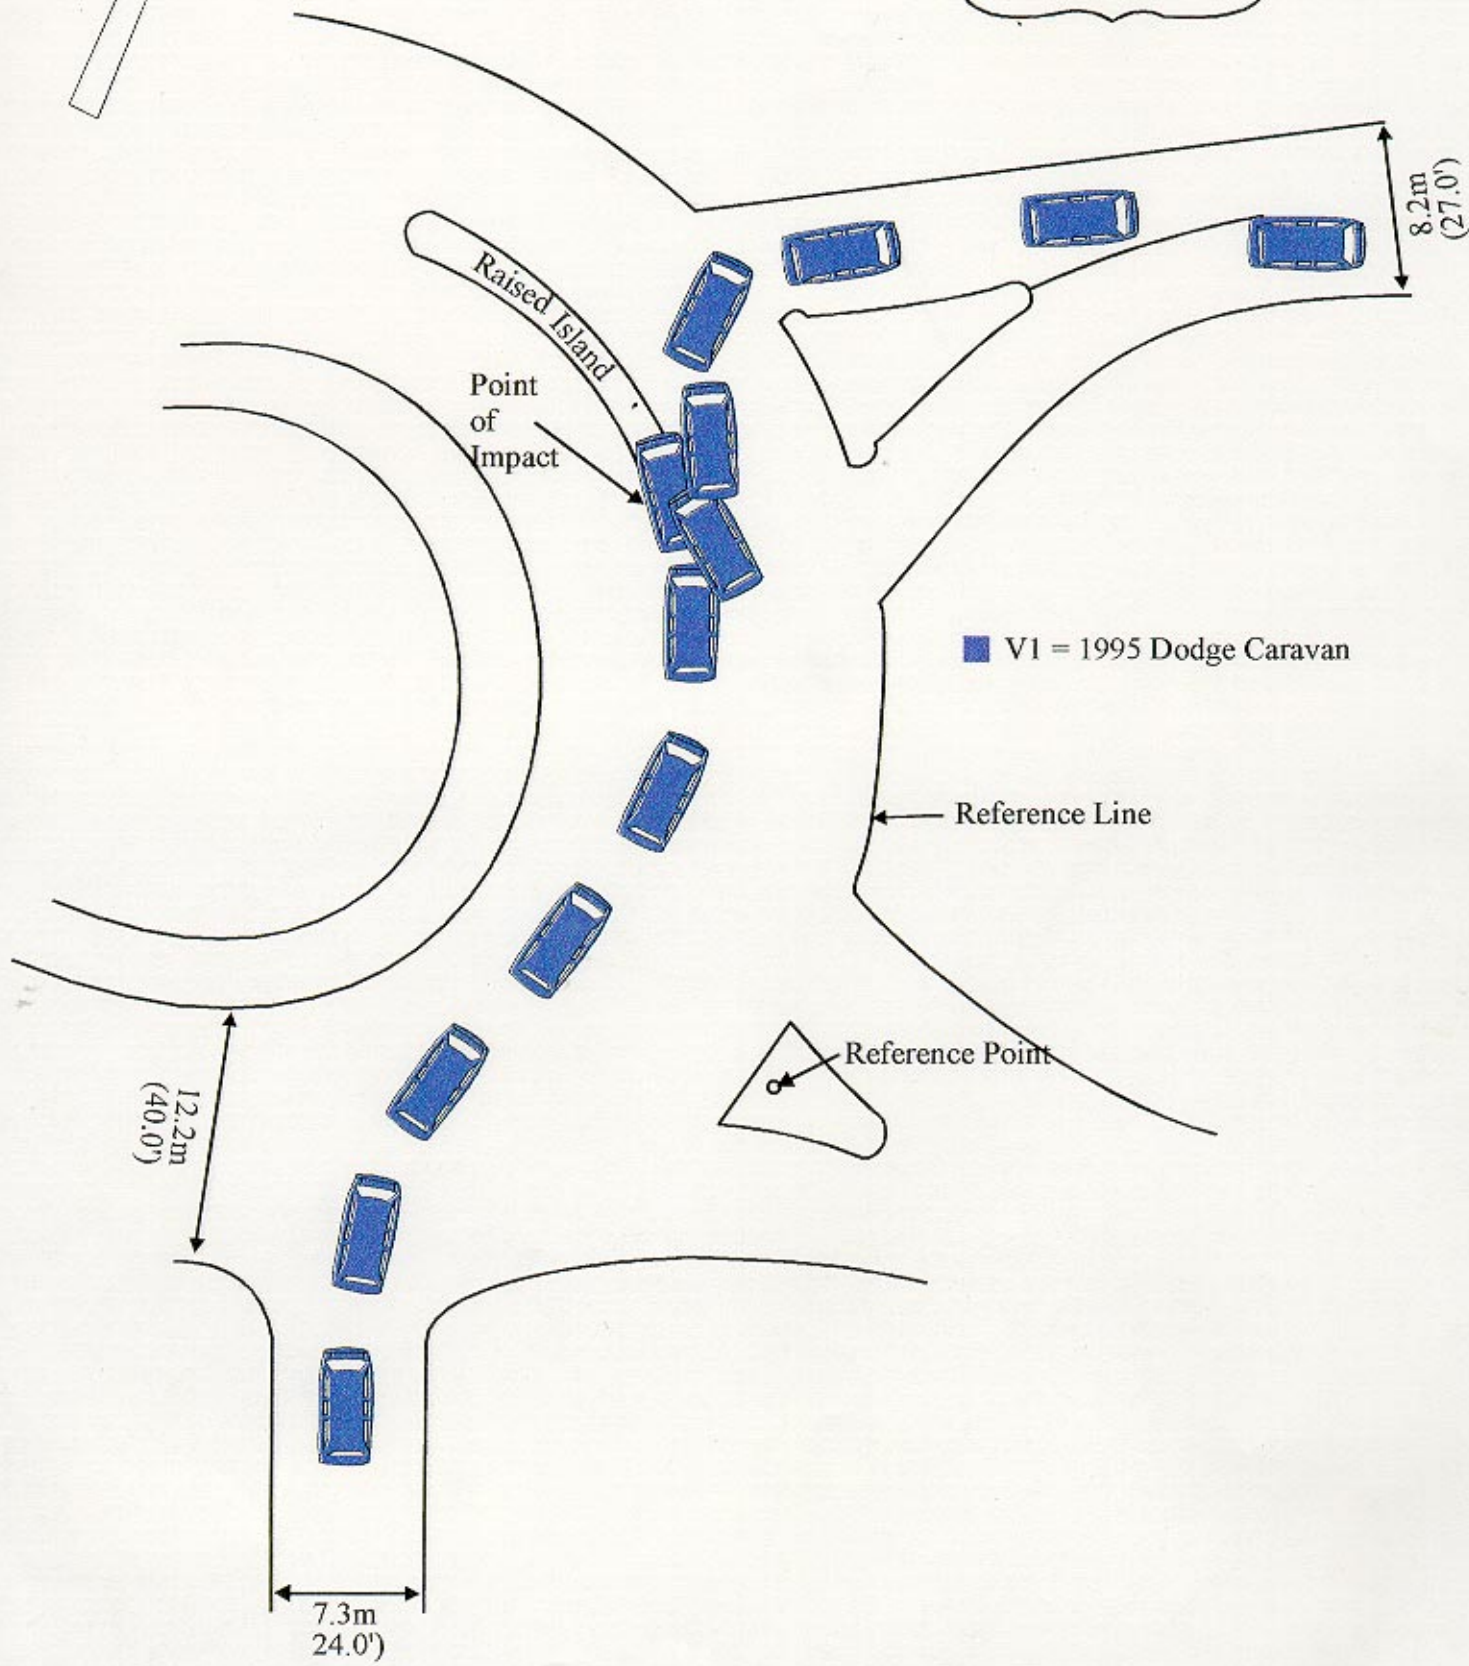 8.2m
(27.0')
Raised Island
Point
of
Impact
V1 = 1995 Dodge Caravan
Reference Line
Reference Point
12.2m
(40.0')
7.3m
24.0')